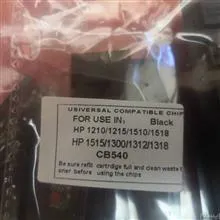 UNIVERSAL COMPATIBLE CHIP
FOR USE IN: Black
HP 1210/1215/1510/1518
HP 1515/1300/1312/1318
CB540
Be sure refill cartrdige full and clean waste t
oner before using the chips